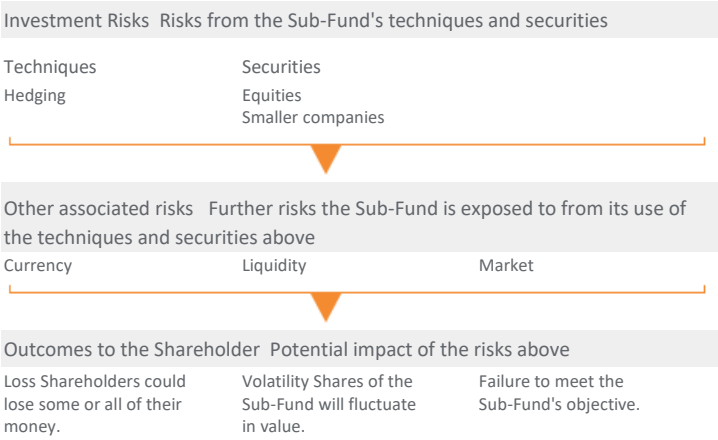 Investment Risks Risks from the Sub-Fund's techniques and securities
Techniques
Hedging
Securities
Equities
Smaller companies
Other associated risks Further risks the Sub-Fund is exposed to from its use of
the techniques and securities above
Currency
Liquidity
Market
Outcomes to the Shareholder Potential impact of the risks above
Loss Shareholders could
lose some or all of their
money.
Volatility Shares of the
Sub-Fund will fluctuate
in value.
Failure to meet the
Sub-Fund's objective.